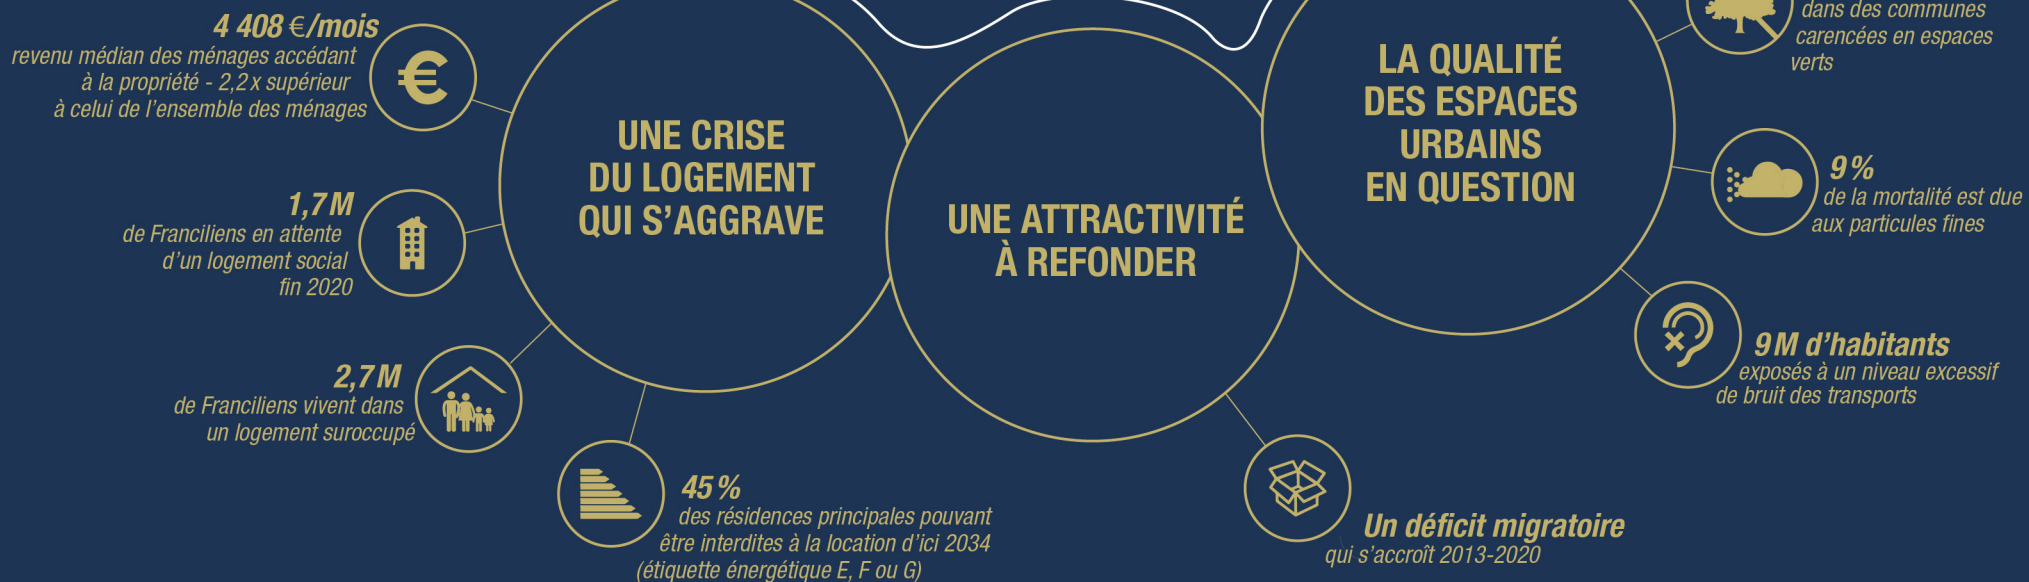 4 408 €/mois
revenu médian des ménages accédant
à la propriété - 2,2 x supérieur
à celui de l'ensemble des ménages
1,7 M
de Franciliens en attente
d'un logement social
fin 2020
2,7 M
de Franciliens vivent dans
un logement suroccupé
45 %
des résidences principales pouvant
être interdites à la location d'ici 2034
(étiquette énergétique E, F ou G)
UNE CRISE
DU LOGEMENT
QUI S'AGGRAVE
UNE ATTRACTIVITÉ
À REFONDER
Un déficit migratoire
qui s'accroît 2013-2020
LA QUALITÉ
DES ESPACES
URBAINS
EN QUESTION
dans des communes
carencées en espaces
verts
9 %
de la mortalité est due
aux particules fines
9 M d'habitants
exposés à un niveau excessif
de bruit des transports